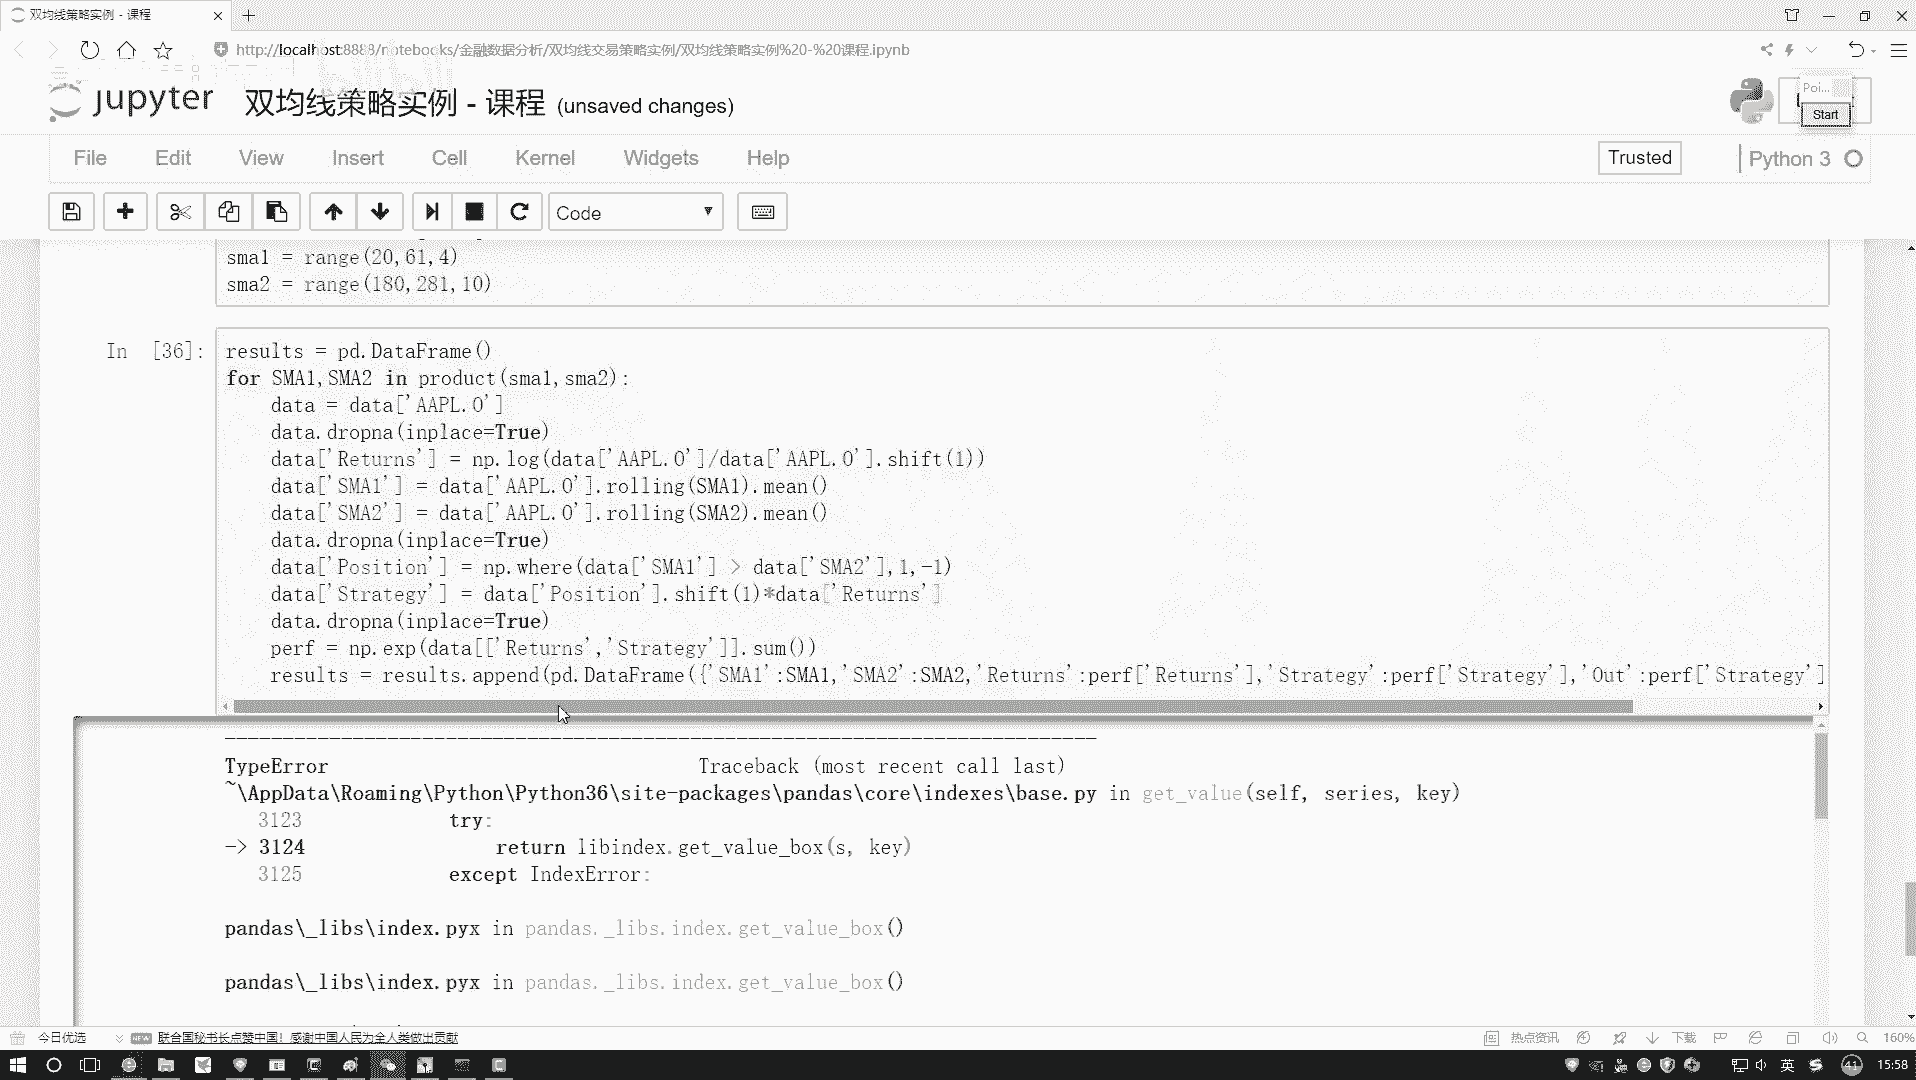 双均线策略实例 - 课程
http://localhost:8888/notebooks/金融数据分析/双均线交易策略实例/双均线策略实例%20-%20课程.ipynb
jupyter 双均线策略实例 - 课程 (unsaved changes)
Poi...
Start
File Edit View Insert Cell Kernel Widgets Help
Trusted
Python 3
Code
sma1 = range(20,61,4)
sma2 = range(180,281,10)
In [36]:
results = pd.DataFrame()
for SMA1,SMA2 in product(sma1,sma2):
data = data['AAPL.O']
data.dropna(inplace=True)
data['Returns'] = np.log(data['AAPL.O']/data['AAPL.O'].shift(1))
data['SMA1'] = data['AAPL.O'].rolling(SMA1).mean()
data['SMA2'] = data['AAPL.O'].rolling(SMA2).mean()
data.dropna(inplace=True)
data['Position'] = np.where(data['SMA1'] > data['SMA2'],1,-1)
data['Strategy'] = data['Position'].shift(1)*data['Returns']
data.dropna(inplace=True)
perf = np.exp(data[['Returns','Strategy']].sum())
results = results.append(pd.DataFrame({'SMA1':SMA1,'SMA2':SMA2,'Returns':perf['Returns'],'Strategy':perf['Strategy'],'Out':perf['Strategy']
---------------------------------------------------------------------------
TypeError Traceback (most recent call last)
~\AppData\Roaming\Python\Python36\site-packages\pandas\core\indexes\base.py in get_value(self, series, key)
3123 try:
-> 3124 return libindex.get_value_box(s, key)
3125 except IndexError:
pandas\_libs\index.pyx in pandas._libs.index.get_value_box()
pandas\_libs\index.pyx in pandas._libs.index.get_value_box()
今日优选
NEW
联合国秘书长点赞中国！感谢中国人民为全人类做出贡献
热点资讯
下载
160%
英
41
15:58